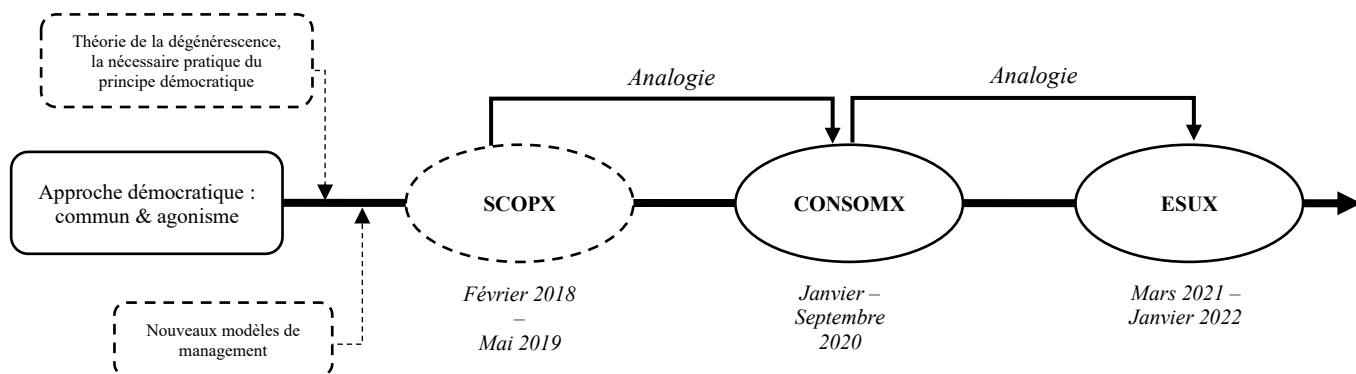 Théorie de la dégénérescence,
la nécessaire pratique du
principe démocratique
Analogie
Analogie
Approche démocratique :
commun & agonisme
SCOPX
CONSOMX
ESUX
Février 2018
–
Mai 2019
Janvier –
Septembre
2020
Mars 2021 –
Janvier 2022
Nouveaux modèles de
management